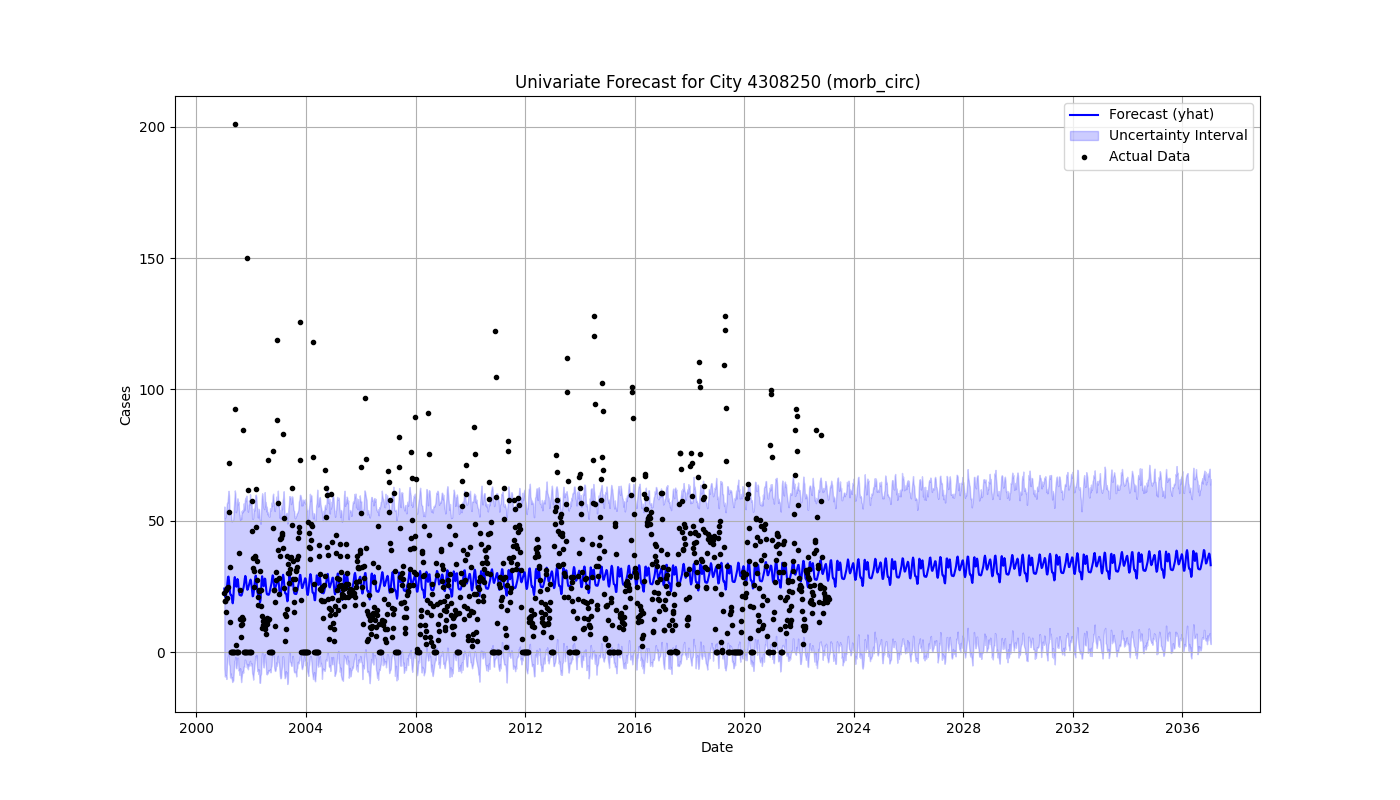 Univariate Forecast for City 4308250 (morb_circ)
Forecast (yhat)
Uncertainty Interval
Actual Data
200
150
100
50
0
Cases
2000 2004 2008 2012 2016 2020 2024 2028 2032 2036
Date